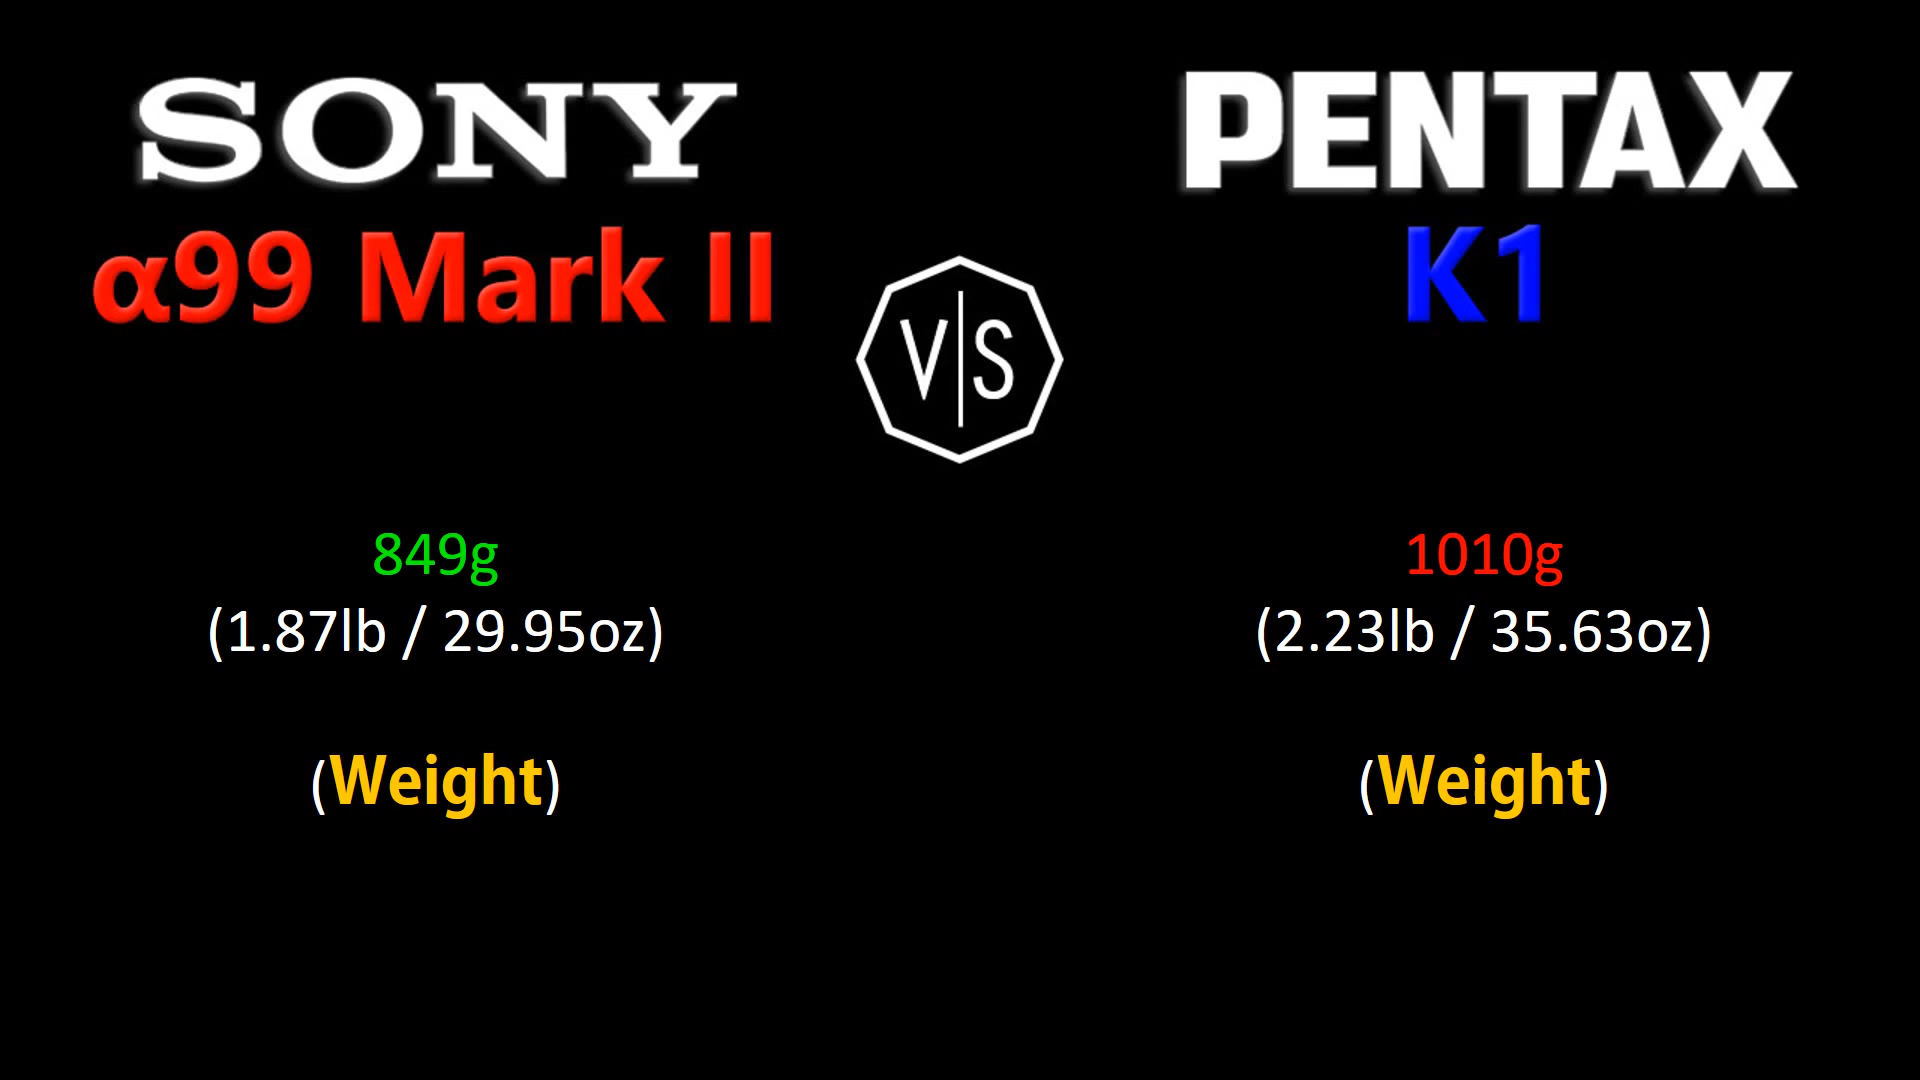 SONY
α99 Mark II
849g
(1.87lb / 29.95oz)
(Weight)
V|S
PENTAX
K1
1010g
(2.23lb / 35.63oz)
(Weight)